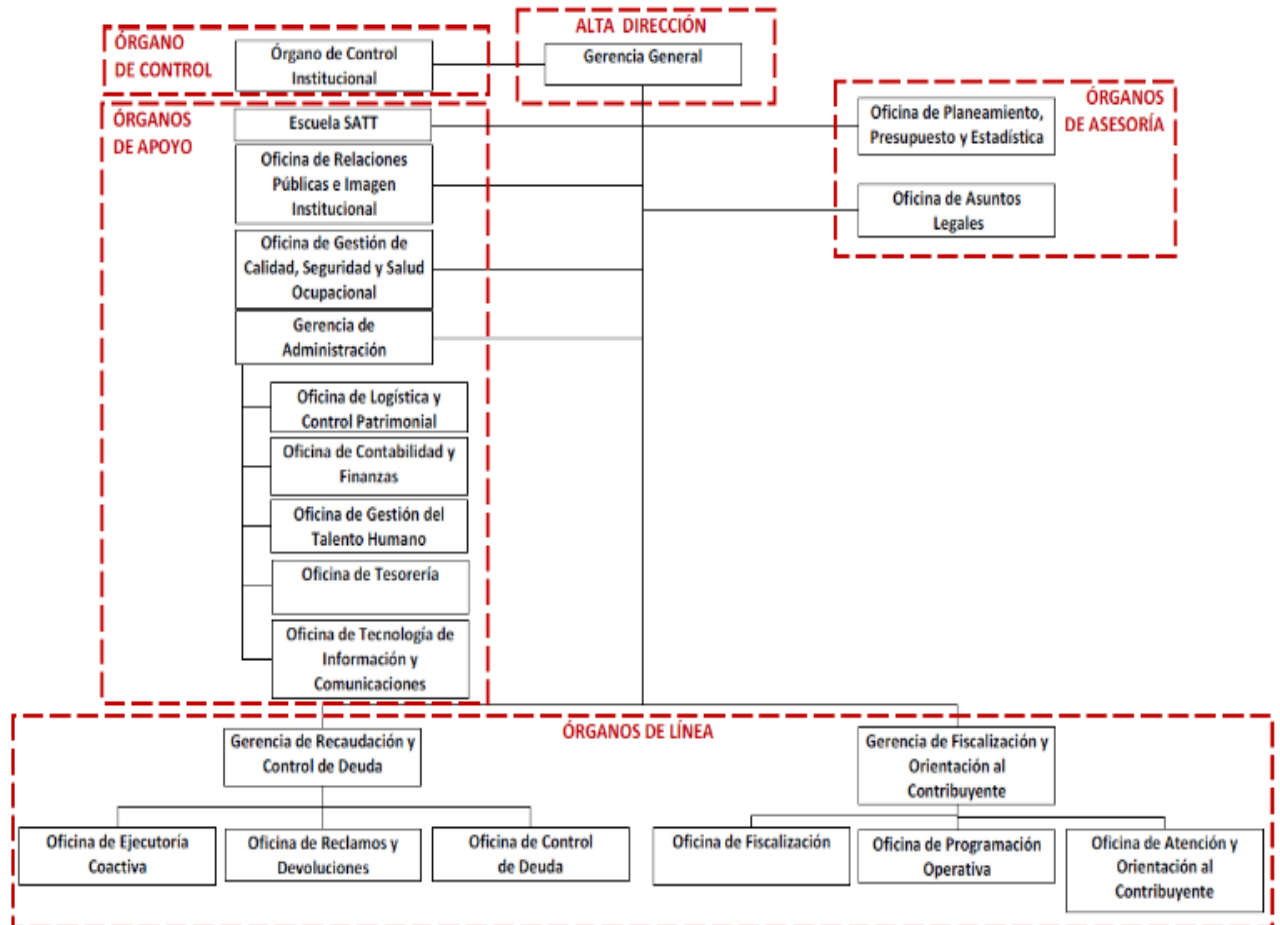 ÓRGANO
DE CONTROL
Órgano de Control
Institucional
ALTA DIRECCIÓN
Gerencia General
ÓRGANOS
DE APOYO
Escuela SATT
Oficina de Relaciones
Públicas e Imagen
Institucional
Oficina de Gestión de
Calidad, Seguridad y Salud
Ocupacional
Gerencia de
Administración
Oficina de Logística y
Control Patrimonial
Oficina de Contabilidad y
Finanzas
Oficina de Gestión del
Talento Humano
Oficina de Tesorería
Oficina de Tecnología de
Información y
Comunicaciones
ÓRGANOS
DE ASESORÍA
Oficina de Planeamiento,
Presupuesto y Estadística
Oficina de Asuntos
Legales
ÓRGANOS DE LÍNEA
Gerencia de Recaudación y
Control de Deuda
Oficina de Ejecutoría
Coactiva
Oficina de Reclamos y
Devoluciones
Oficina de Control
de Deuda
Gerencia de Fiscalización y
Orientación al
Contribuyente
Oficina de Fiscalización
Oficina de Programación
Operativa
Oficina de Atención y
Orientación al
Contribuyente